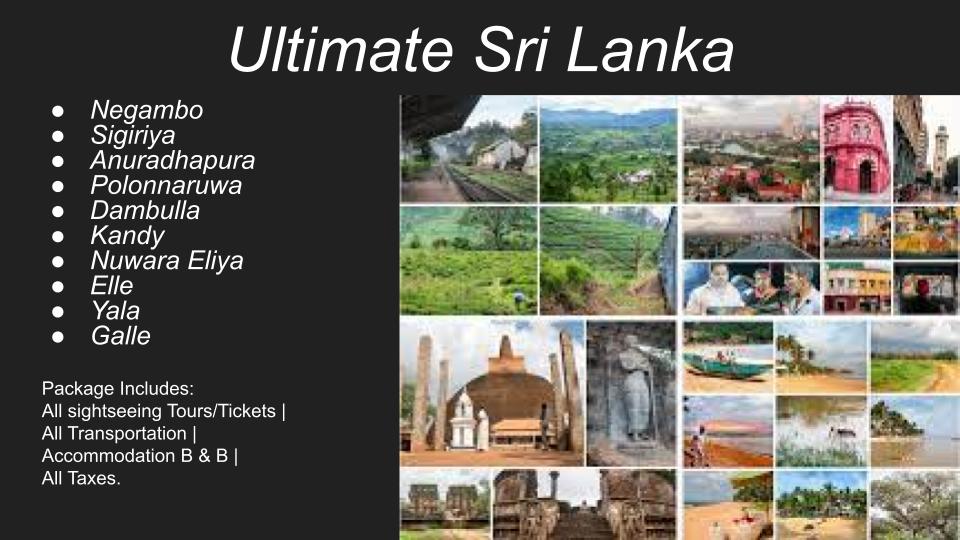 Ultimate Sri Lanka
● Negambo
● Sigiriya
● Anuradhapura
● Polonnaruwa
● Dambulla
● Kandy
● Nuwara Eliya
● Elle
● Yala
● Galle
Package Includes:
All sightseeing Tours/Tickets |
All Transportation |
Accommodation B & B |
All Taxes.